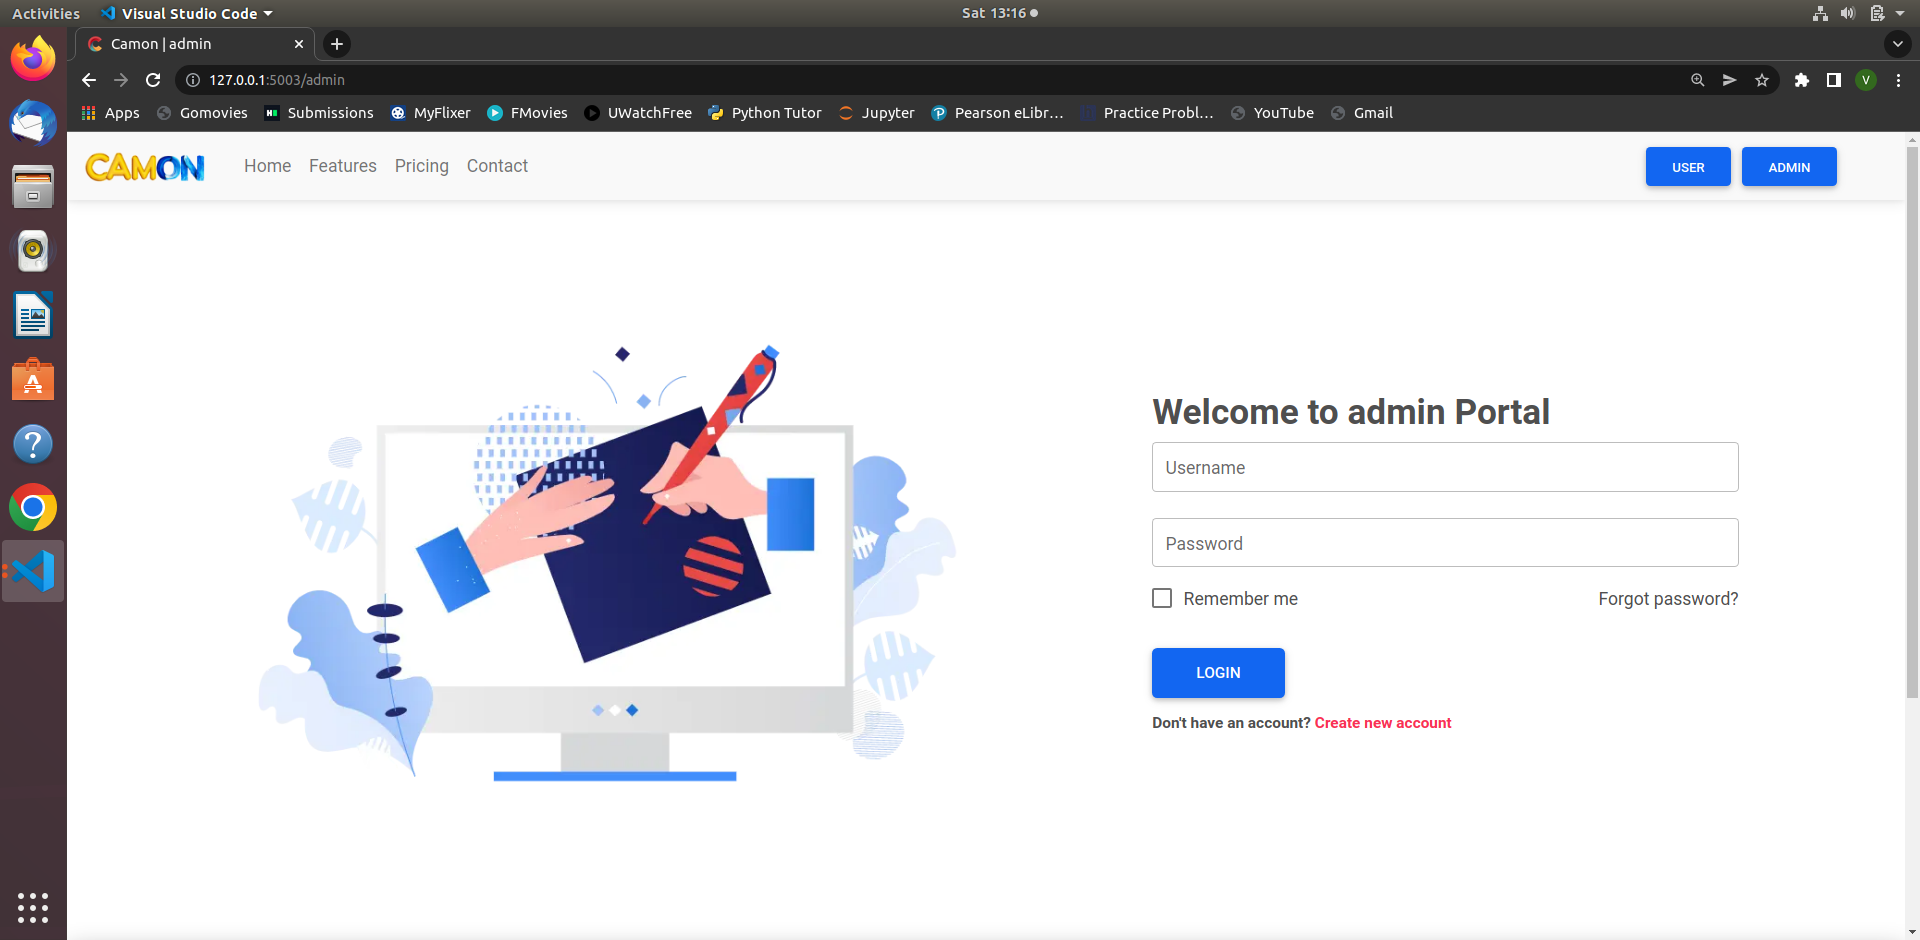 Activities Visual Studio Code Sat 13:16
Camon | admin
127.0.0.1:5003/admin V
Apps Gomovies Submissions MyFlixer FMovies UWatchFree Python Tutor Jupyter Pearson eLibr... Practice Probl... YouTube Gmail
CAMON Home Features Pricing Contact USER ADMIN
Welcome to admin Portal
Username
Password
Remember me Forgot password?
LOGIN
Don't have an account? Create new account